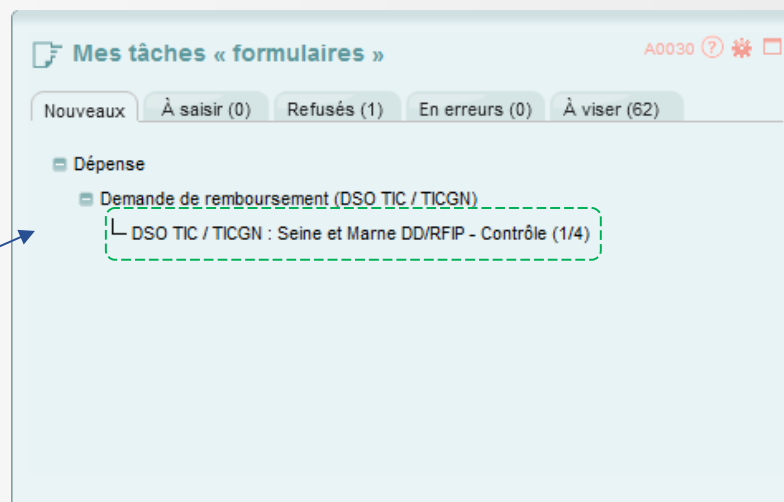 Mes tâches « formulaires » A0030 ?
Nouveaux À saisir (0) Refusés (1) En erreurs (0) À viser (62)
Dépense
Demande de remboursement (DSO TIC / TICGN)
DSO TIC / TICGN : Seine et Marne DD/RFIP - Contrôle (1/4)